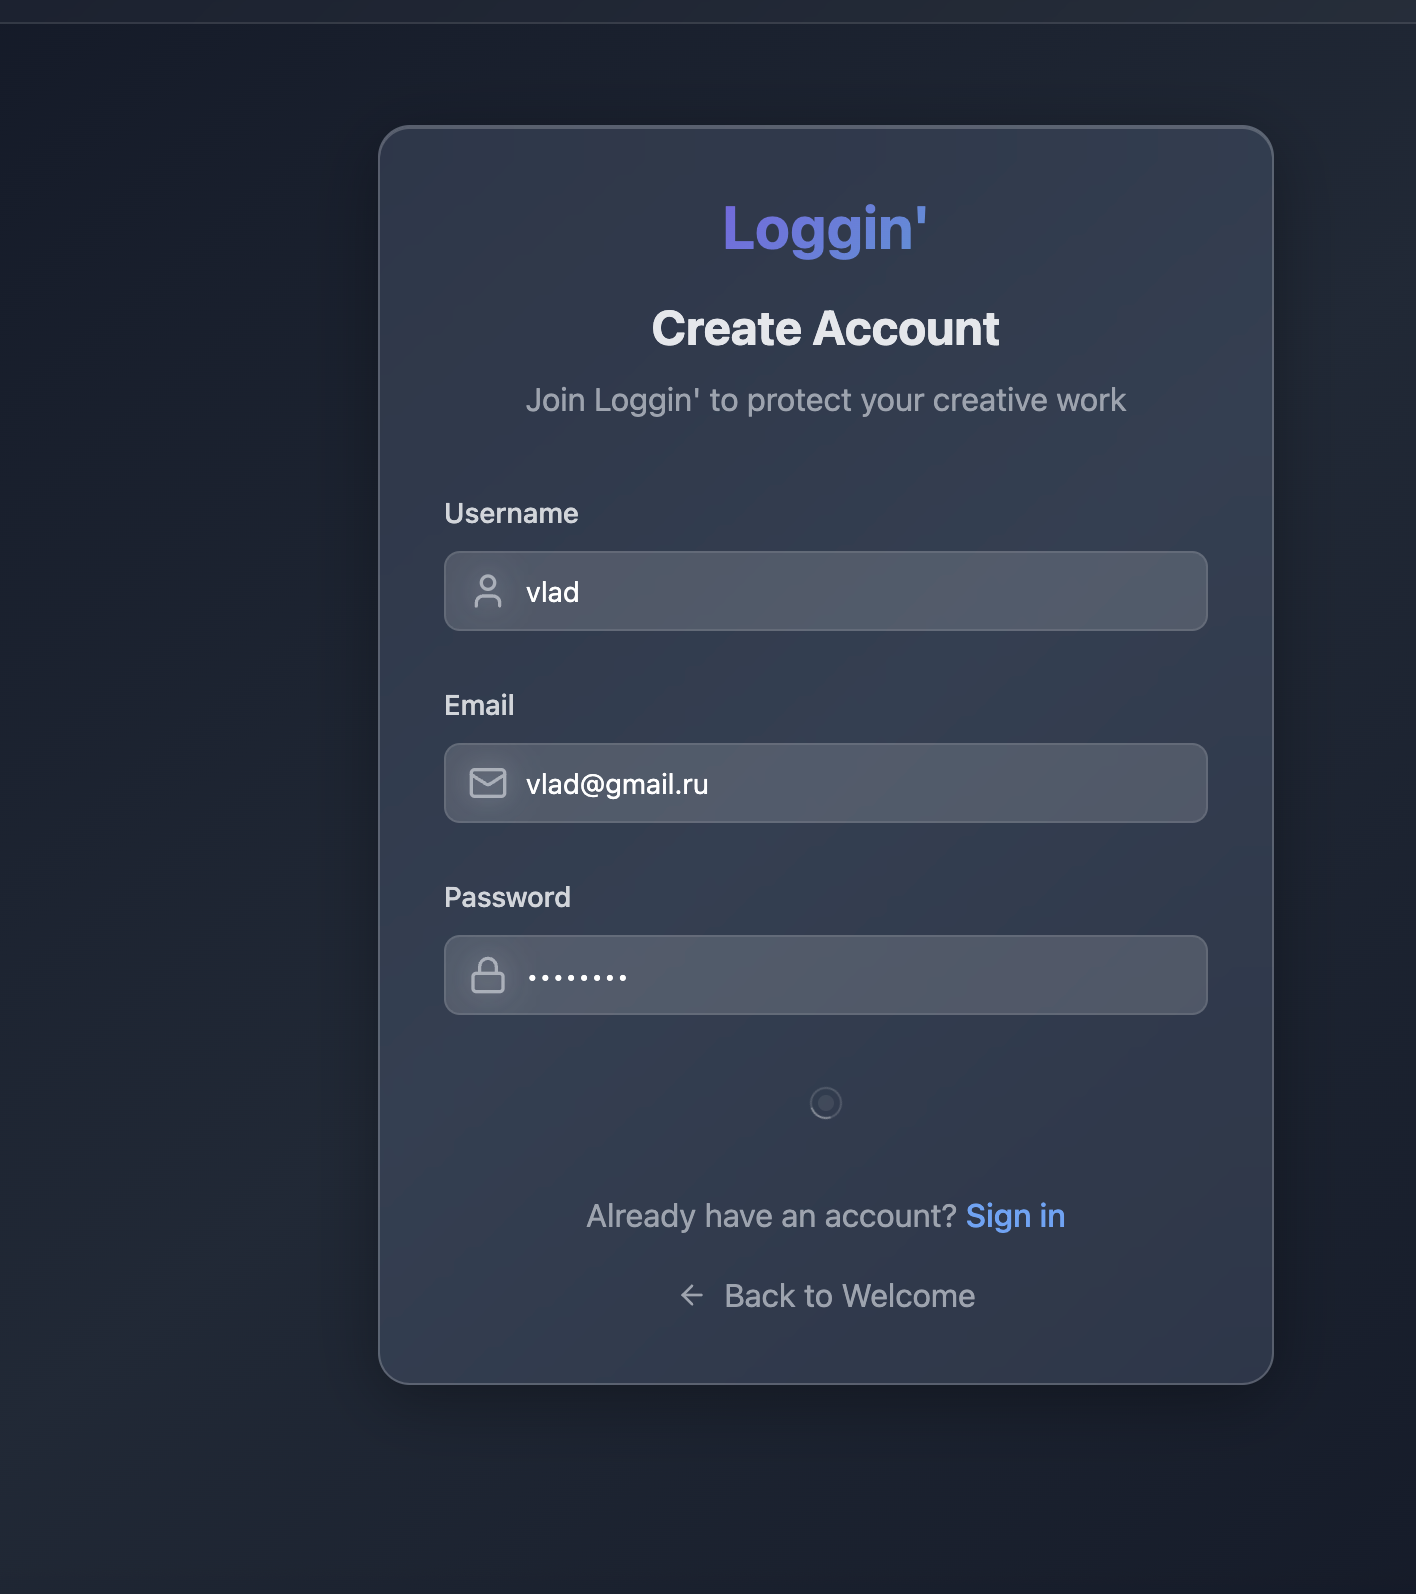 Loggin'
Create Account
Join Loggin' to protect your creative work
Username
vlad
Email
vlad@gmail.ru
Password
••••••••
Already have an account? Sign in
← Back to Welcome